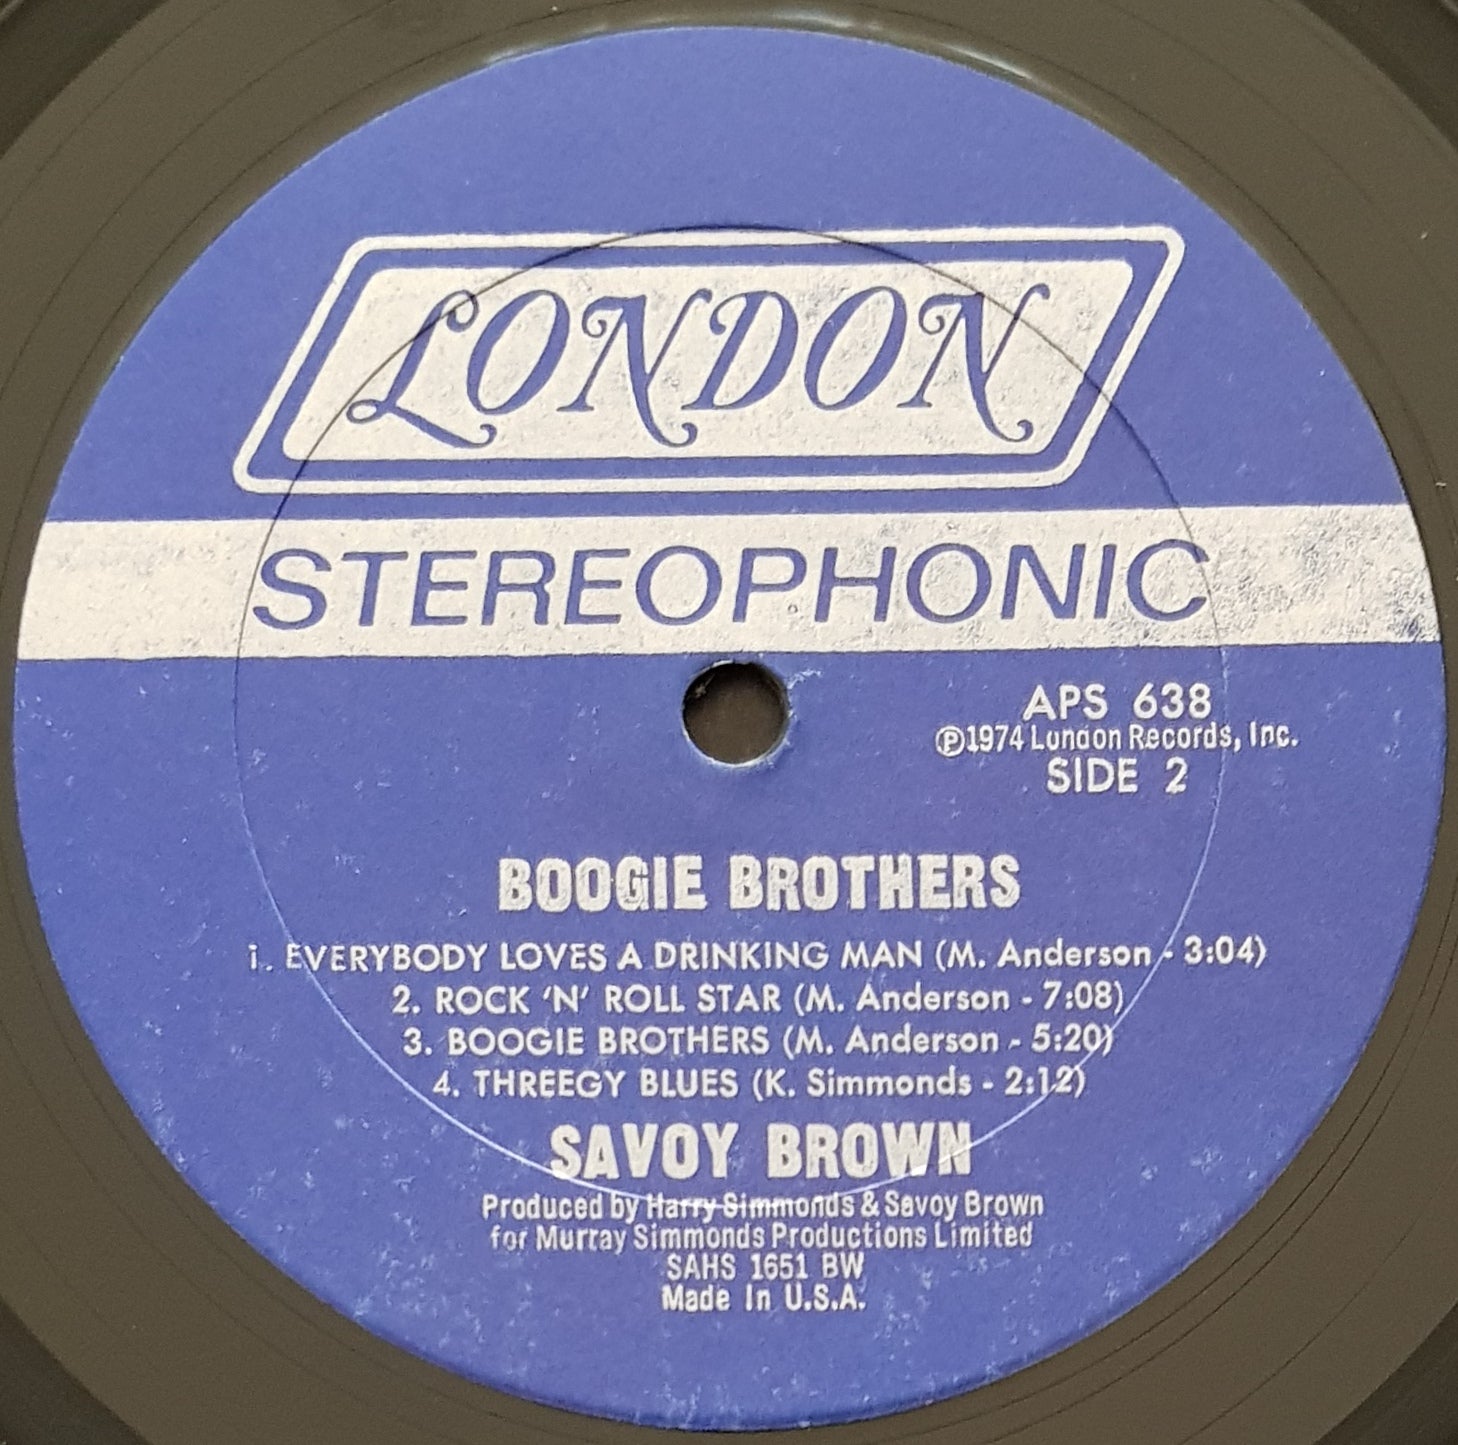 LONDON
STEREOPHONIC
APS 638
℗1974 London Records, Inc.
SIDE 2
BOOGIE BROTHERS
1. EVERYBODY LOVES A DRINKING MAN (M. Anderson - 3:04)
2. ROCK 'N' ROLL STAR (M. Anderson - 7:08)
3. BOOGIE BROTHERS (M. Anderson - 5:20)
4. THREEGY BLUES (K. Simmonds - 2:12)
SAVOY BROWN
Produced by Harry Simmonds & Savoy Brown
for Murray Simmonds Productions Limited
SAHS 1651 BW
Made In U.S.A.